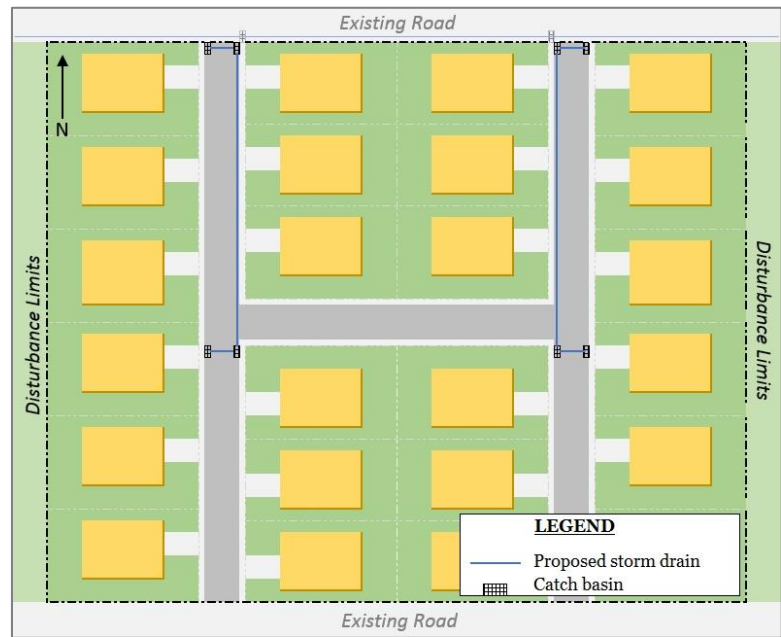 Existing Road
N
Disturbance Limits
Disturbance Limits
LEGEND
Proposed storm drain
Catch basin
Existing Road